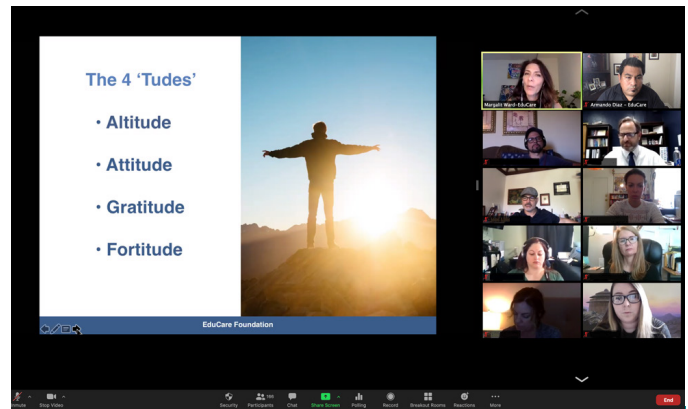 The 4 ‘Tudes’
• Altitude
• Attitude
• Gratitude
• Fortitude
EduCare Foundation
Margalit Ward-EduCare
Armando Diaz - EduCare
Stop Video
Security
Participants
Chat
Share Screen
Polling
Record
Breakout Rooms
Reactions
More
End